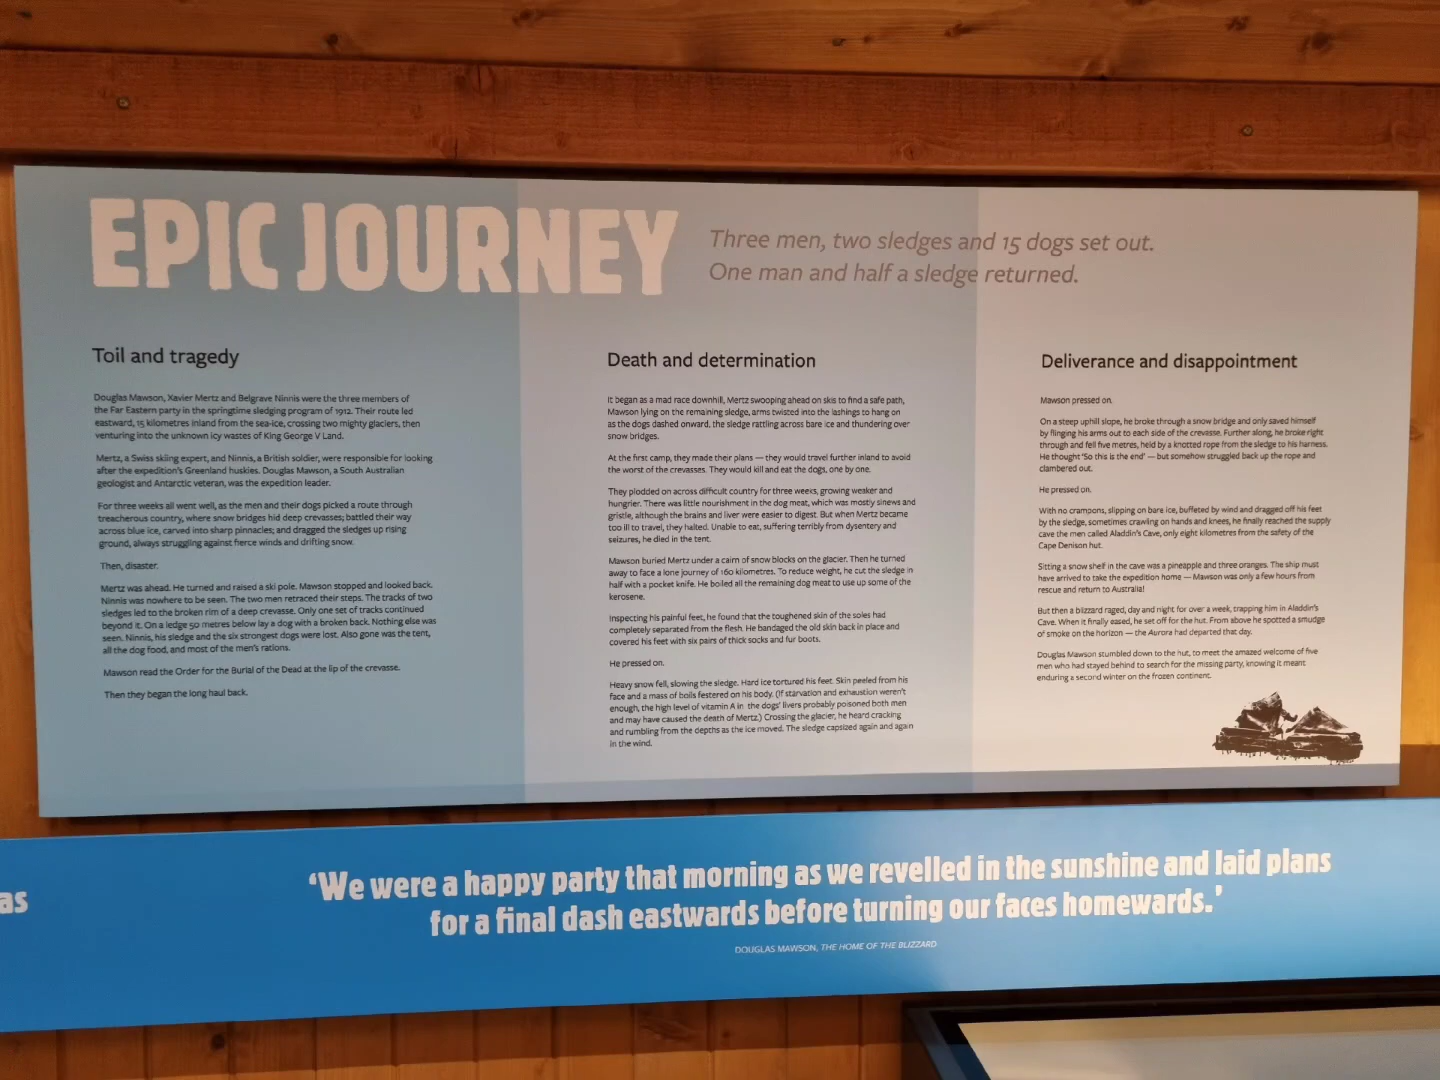 EPIC JOURNEY
Three men, two sledges and 15 dogs set out.
One man and half a sledge returned.
Toil and tragedy
Douglas Mawson, Xavier Mertz and Belgrave Ninnis were the three members of
the Far Eastern party in the springtime sledging program of 1912. Their route led
eastward, 15 kilometres inland from the sea-ice, crossing two mighty glaciers, then
venturing into the unknown icy wastes of King George V Land.
Mertz, a Swiss skiing expert, and Ninnis, a British soldier, were responsible for looking
after the expedition's Greenland huskies. Douglas Mawson, a South Australian
geologist and Antarctic veteran, was the expedition leader.
For three weeks all went well, as the men and their dogs picked a route through
treacherous country, where snow bridges hid deep crevasses; battled their way
across blue ice, carved into sharp pinnacles; and dragged the sledges up rising
ground, always struggling against fierce winds and drifting snow.
Then, disaster.
Mertz was ahead. He turned and raised a ski pole. Mawson stopped and looked back.
Ninnis was nowhere to be seen. The two men retraced their steps. The tracks of two
sledges led to the broken rim of a deep crevasse. Only one set of tracks continued
beyond it. On a ledge 50 metres below lay a dog with a broken back. Nothing else was
seen. Ninnis, his sledge and the six strongest dogs were lost. Also gone was the tent,
all the dog food, and most of the men's rations.
Mawson read the Order for the Burial of the Dead at the lip of the crevasse.
Then they began the long haul back.
Death and determination
It began as a mad race downhill, Mertz swooping ahead on skis to find a safe path,
Mawson lying on the remaining sledge, arms twisted into the lashings to hang on
as the dogs dashed onward, the sledge rattling across bare ice and thundering over
snow bridges.
At the first camp, they made their plans — they would travel further inland to avoid
the worst of the crevasses. They would kill and eat the dogs, one by one.
They plodded on across difficult country for three weeks, growing weaker and
hungrier. There was little nourishment in the dog meat, which was mostly sinews and
gristle, although the brains and liver were easier to digest. But when Mertz became
too ill to travel, they halted. Unable to eat, suffering terribly from dysentery and
seizures, he died in the tent.
Mawson buried Mertz under a cairn of snow blocks on the glacier. Then he turned
away to face a lone journey of 160 kilometres. To reduce weight, he cut the sledge in
half with a pocket knife. He boiled all the remaining dog meat to use up some of the
kerosene.
Inspecting his painful feet, he found that the toughened skin of the soles had
completely separated from the flesh. He bandaged the old skin back in place and
covered his feet with six pairs of thick socks and fur boots.
He pressed on.
Heavy snow fell, slowing the sledge. Hard ice tortured his feet. Skin peeled from his
face and a mass of boils festered on his body. (If starvation and exhaustion weren't
enough, the high level of vitamin A in the dogs' livers probably poisoned both men
and may have caused the death of Mertz.) Crossing the glacier, he heard cracking
and rumbling from the depths as the ice moved. The sledge capsized again and again
in the wind.
Deliverance and disappointment
Mawson pressed on.
On a steep uphill slope, he broke through a snow bridge and only saved himself
by flinging his arms out to each side of the crevasse. Further along, he broke right
through and fell five metres, held by a knotted rope from the sledge to his harness.
He thought 'So this is the end' — but somehow struggled back up the rope and
clambered out.
He pressed on.
With no crampons, slipping on bare ice, buffeted by wind and dragged off his feet
by the sledge, sometimes crawling on hands and knees, he finally reached the supply
cave the men called Aladdin's Cave, only eight kilometres from the safety of the
Cape Denison hut.
Sitting a snow shelf in the cave was a pineapple and three oranges. The ship must
have arrived to take the expedition home — Mawson was only a few hours from
rescue and return to Australia!
But then a blizzard raged, day and night for over a week, trapping him in Aladdin's
Cave. When it finally eased, he set off for the hut. From above he spotted a smudge
of smoke on the horizon — the Aurora had departed that day.
Douglas Mawson stumbled down to the hut, to meet the amazed welcome of five
men who had stayed behind to search for the missing party, knowing it meant
enduring a second winter on the frozen continent.
as
'We were a happy party that morning as we revelled in the sunshine and laid plans
for a final dash eastwards before turning our faces homewards.'
DOUGLAS MAWSON, THE HOME OF THE BLIZZARD